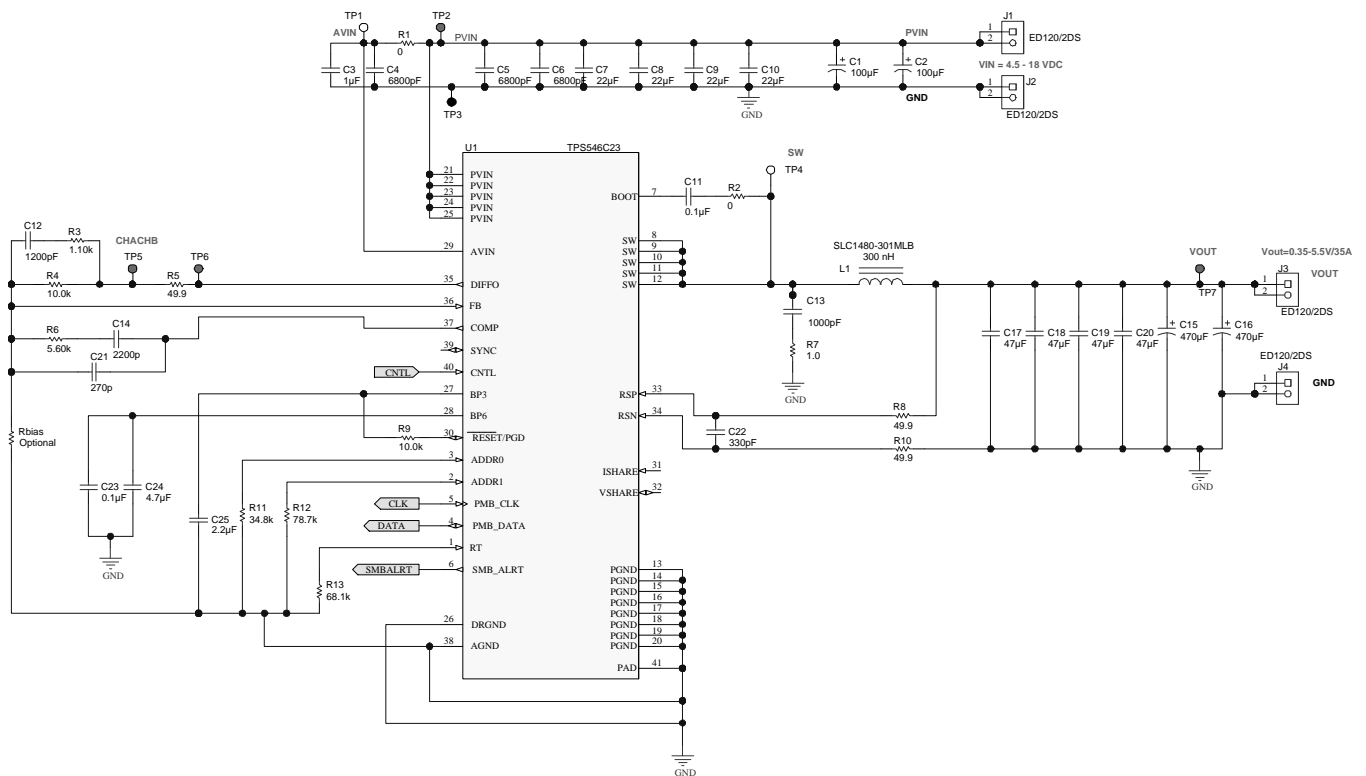 TP1
TP2
AVIN
R1
0
PVIN
PVIN
J1
1
2
ED120/2DS
C3
1µF
C4
6800pF
C5
6800pF
C6
6800pF
C7
22µF
C8
22µF
C9
22µF
C10
22µF
C1
100µF
C2
100µF
VIN = 4.5 - 18 VDC
J2
1
2
ED120/2DS
GND
GND
TP3
U1
TPS546C23
21 PVIN
22 PVIN
23 PVIN
24 PVIN
25 PVIN
29 AVIN
35 DIFFO
36 FB
37 COMP
39 SYNC
40 CNTL
27 BP3
28 BP6
30 RESET/PGD
3 ADDR0
2 ADDR1
5 PMB_CLK
4 PMB_DATA
1 RT
6 SMB_ALRT
26 DRGND
38 AGND
BOOT 7
SW 8
SW 9
SW 10
SW 11
SW 12
RSP 33
RSN 34
ISHARE 31
VSHARE 32
PGND 13
PGND 14
PGND 15
PGND 16
PGND 17
PGND 18
PGND 19
PGND 20
PAD 41
C12
1200pF
R3
1.10k
CHACHB
TP5
TP6
R4
10.0k
R5
49.9
R6
5.60k
C14
2200p
C21
270p
CNTL
Rbias
Optional
R9
10.0k
C23
0.1µF
C24
4.7µF
GND
C25
2.2µF
R11
34.8k
R12
78.7k
R13
68.1k
CLK
DATA
SMBALRT
SW
TP4
C11
0.1µF
R2
0
SLC1480-301MLB
300 nH
L1
C13
1000pF
R7
1.0
GND
C22
330pF
R8
49.9
R10
49.9
VOUT
TP7
Vout=0.35-5.5V/35A
J3
1
2
VOUT
ED120/2DS
C17
47µF
C18
47µF
C19
47µF
C20
47µF
C15
470µF
C16
470µF
ED120/2DS
1
2
J4
GND
GND
GND